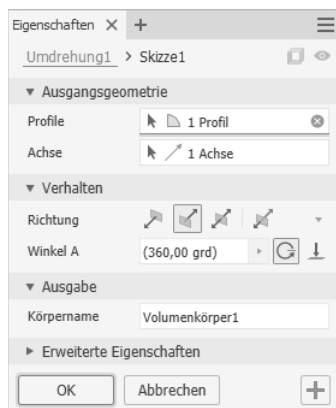 Eigenschaften × +
Umdrehung1 > Skizze1
Ausgangsgeometrie
Profile 1 Profil
Achse 1 Achse
Verhalten
Richtung
Winkel A (360,00 grd)
Ausgabe
Körpername Volumenkörper1
Erweiterte Eigenschaften
OK Abbrechen +